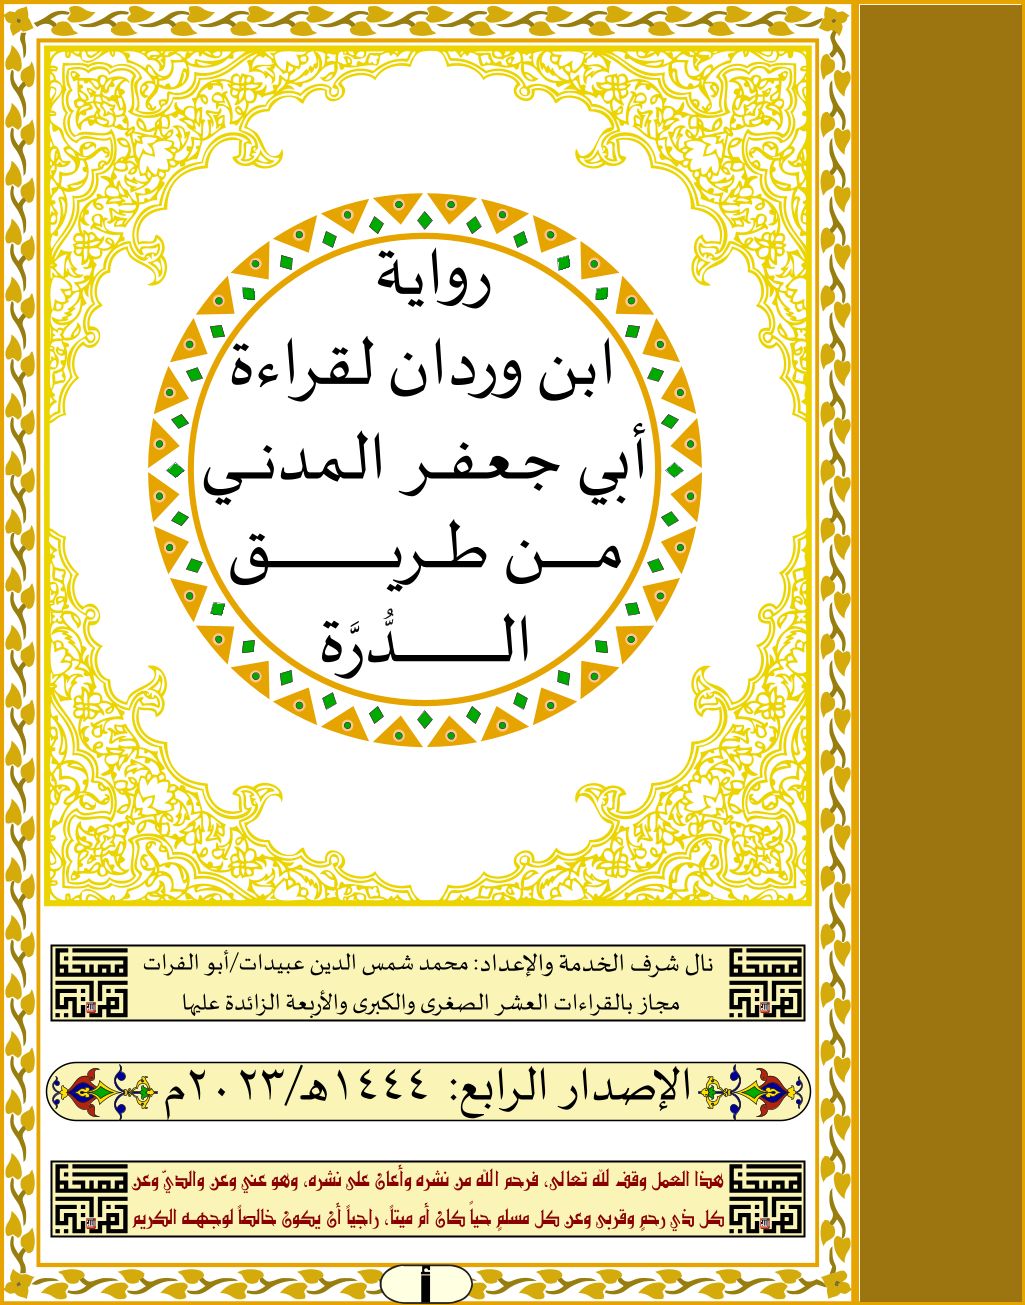 رواية
ابن وردان لقراءة
أبي جعفر المدني
من طريق
الدُّرَّة
نال شرف الخدمة والإعداد: محمد شمس الدين عبيدات/أبو الفرات
مجاز بالقراءات العشر الصغرى والكبرى والأربعة الزائدة عليها
الإصدار الرابع: ١٤٤٤هـ/٢٠٢٣م
هذا العمل وقف لله تعالى، فرحم الله من نشره وأعان على نشره، وهو عني وعن والديّ وعن
كل ذي رحمٍ وقربى وعن كل مسلمٍ حياً كان أم ميتاً، راجياً أن يكون خالصاً لوجهه الكريم
أ